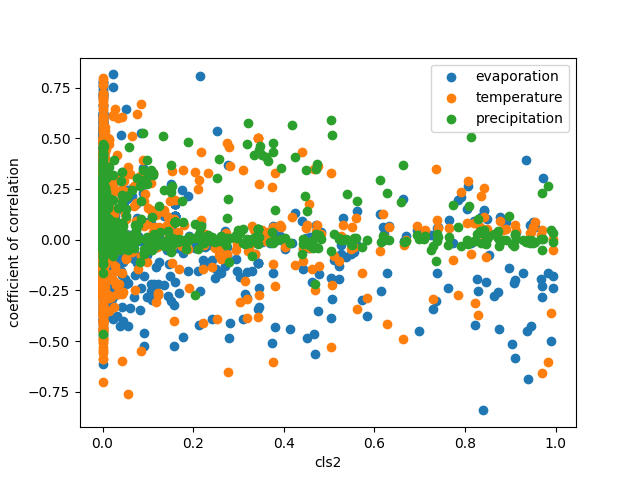 evaporation
temperature
precipitation
0.75
0.50
0.25
0.00
−0.25
−0.50
−0.75
coefficient of correlation
0.0 0.2 0.4 0.6 0.8 1.0
cls2